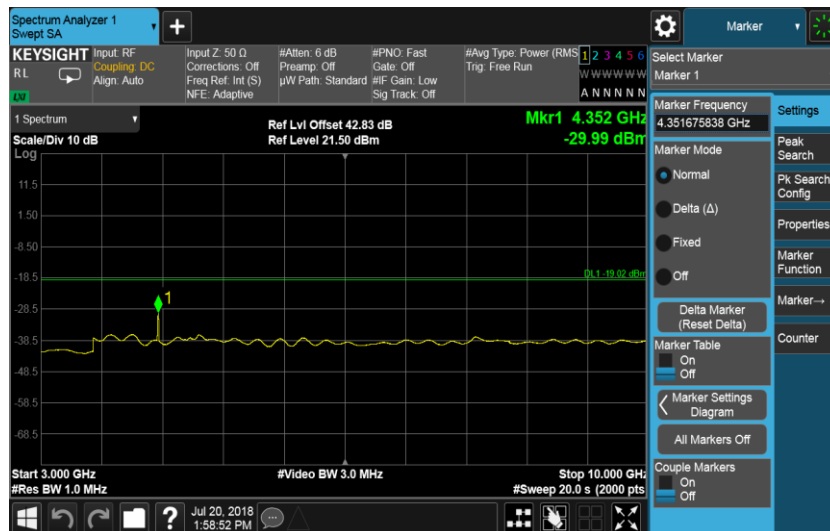 Spectrum Analyzer 1
Swept SA
+
Marker
KEYSIGHT
RL
LXI
Input: RF
Coupling: DC
Align: Auto
Input Z: 50 Ω
Corrections: Off
Freq Ref: Int (S)
NFE: Adaptive
#Atten: 6 dB
Preamp: Off
µW Path: Standard
#PNO: Fast
Gate: Off
#IF Gain: Low
Sig Track: Off
#Avg Type: Power (RMS
Trig: Free Run
1 2 3 4 5 6
W W W W W W
A N N N N N
Select Marker
Marker 1
1 Spectrum
Scale/Div 10 dB
Log
Ref Lvl Offset 42.83 dB
Ref Level 21.50 dBm
Mkr1 4.352 GHz
-29.99 dBm
11.5
1.50
-8.50
-18.5
-28.5
-38.5
-48.5
-58.5
-68.5
DL1 -19.02 dBm
1
Start 3.000 GHz
#Res BW 1.0 MHz
#Video BW 3.0 MHz
Stop 10.000 GHz
#Sweep 20.0 s (2000 pts
Marker Frequency
4.351675838 GHz
Marker Mode
Normal
Delta (Δ)
Fixed
Off
Delta Marker
(Reset Delta)
Marker Table
On
Off
Marker Settings
Diagram
All Markers Off
Couple Markers
On
Off
Settings
Peak
Search
Pk Search
Config
Properties
Marker
Function
Marker→
Counter
?
Jul 20, 2018
1:58:52 PM